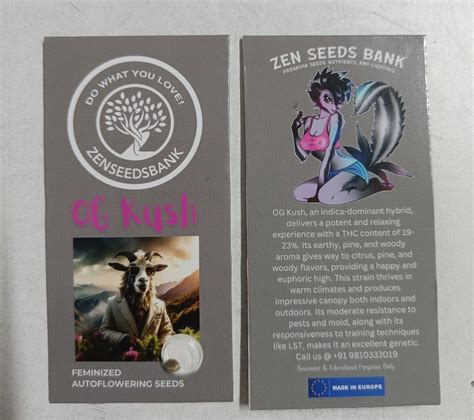 DO WHAT YOU LOVE!
ZENSEEDSBANK
OG Kush
FEMINIZED
AUTOFLOWERING SEEDS
ZEN SEEDS BANK
PREMIUM SEEDS, NUTRIENTS AND LIGHTING
OG Kush, an indica-dominant hybrid,
delivers a potent and relaxing
experience with a THC content of 19-
23%. Its earthy, pine, and woody
aroma gives way to citrus, pine, and
woody flavors, providing a happy and
euphoric high. This strain thrives in
warm climates and produces
impressive canopy both indoors and
outdoors. Its moderate resistance to
pests and mold, along with its
responsiveness to training techniques
like LST, makes it an excellent genetic.
Call us @ +91 9810333019
Souvenier & Educational Purposes Only
MADE IN EUROPE